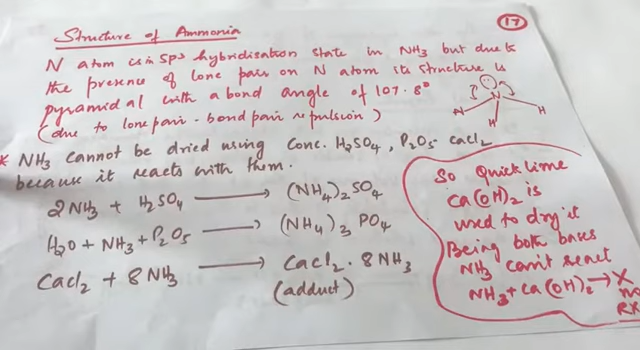 17
Structure of Ammonia
N atom is in sp3 hybridisation state in NH3 but due to
the presence of lone pair on N atom its structure is
pyramidal with a bond angle of 107.8°
(due to lone pair - bond pair repulsion)
N
H
H
* NH3 cannot be dried using Conc. H2SO4, P2O5 CaCl2
because it reacts with them.
2NH3 + H2SO4 → (NH4)2SO4
H2O + NH3 + P2O5 → (NH4)3 PO4
CaCl2 + 8NH3 → CaCl2 · 8NH3
(adduct)
So Quick lime
Ca(OH)2 is
used to dry it
Being both bases
NH3 can't react
NH3 + Ca(OH)2 → X
no
RX